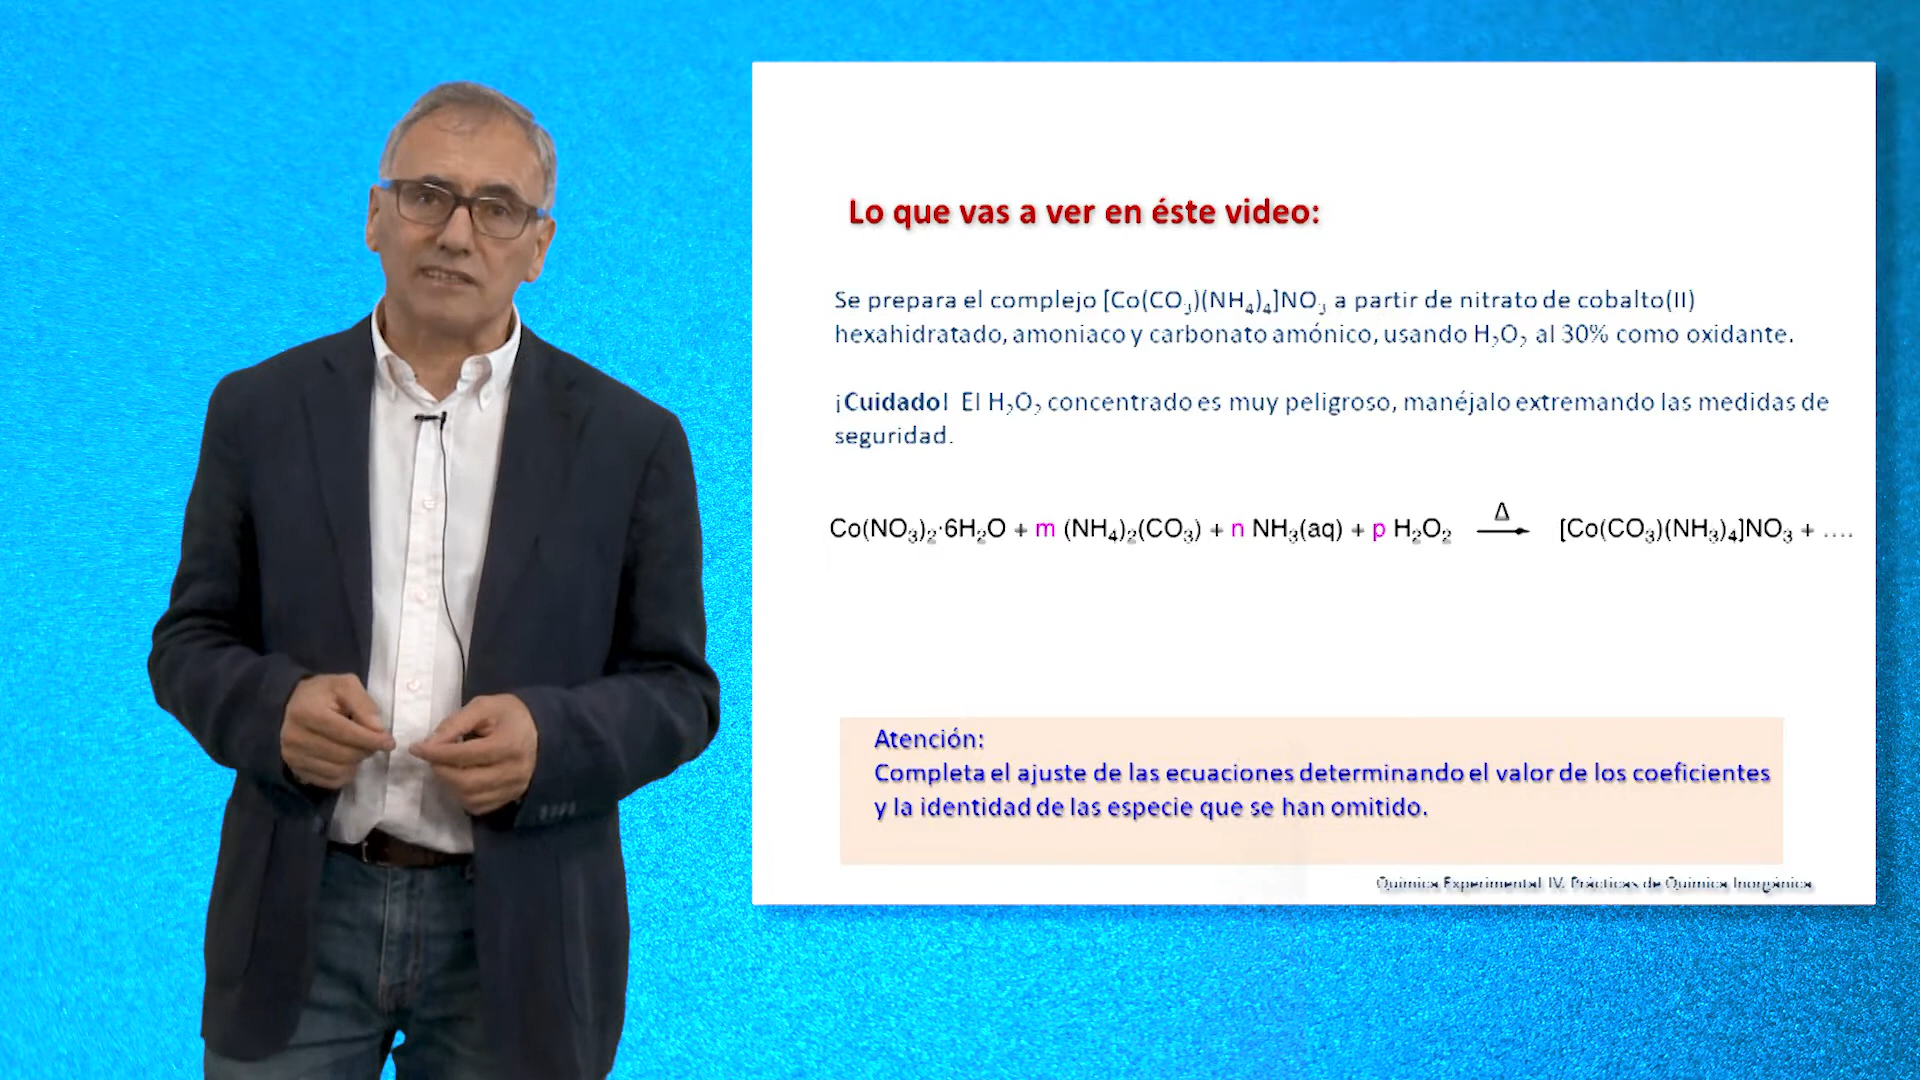 Lo que vas a ver en éste video:
Se prepara el complejo [Co(CO₃)(NH₄)₄]NO₃ a partir de nitrato de cobalto(II)
hexahidratado, amoniaco y carbonato amónico, usando H₂O₂ al 30% como oxidante.
¡Cuidado! El H₂O₂ concentrado es muy peligroso, manéjalo extremando las medidas de
seguridad.
Δ
Co(NO₃)₂·6H₂O + m (NH₄)₂(CO₃) + n NH₃(aq) + p H₂O₂ → [Co(CO₃)(NH₃)₄]NO₃ + ....
Atención:
Completa el ajuste de las ecuaciones determinando el valor de los coeficientes
y la identidad de las especie que se han omitido.
Química Experimental IV. Prácticas de Química Inorgánica